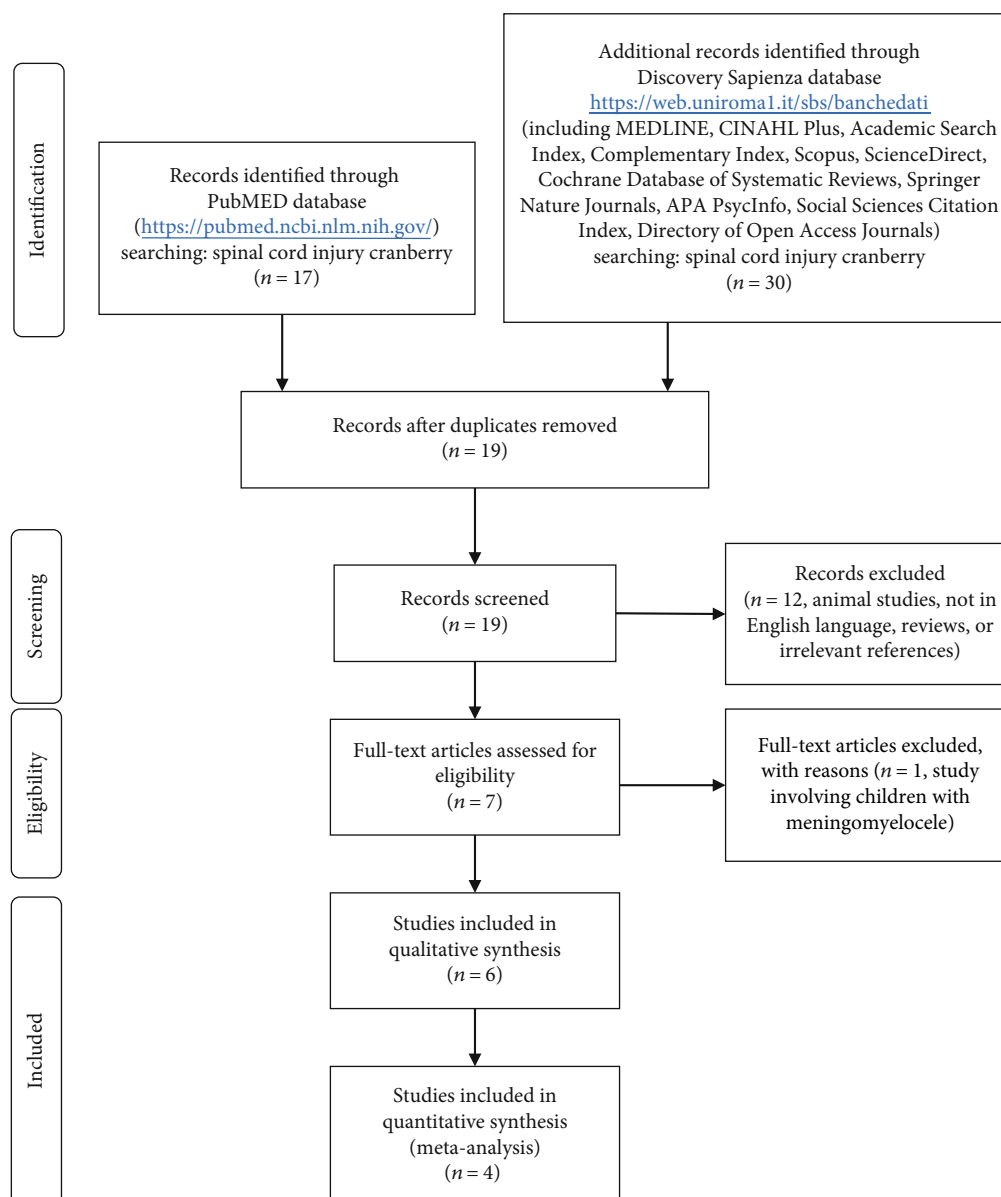 Identification
Records identified through
PubMED database
(https://pubmed.ncbi.nlm.nih.gov/)
searching: spinal cord injury cranberry
(n = 17)
Additional records identified through
Discovery Sapienza database
https://web.uniroma1.it/sbs/banchedati
(including MEDLINE, CINAHL Plus, Academic Search
Index, Complementary Index, Scopus, ScienceDirect,
Cochrane Database of Systematic Reviews, Springer
Nature Journals, APA PsycInfo, Social Sciences Citation
Index, Directory of Open Access Journals)
searching: spinal cord injury cranberry
(n = 30)
Records after duplicates removed
(n = 19)
Screening
Records screened
(n = 19)
Records excluded
(n = 12, animal studies, not in
English language, reviews, or
irrelevant references)
Eligibility
Full-text articles assessed for
eligibility
(n = 7)
Full-text articles excluded,
with reasons (n = 1, study
involving children with
meningomyelocele)
Included
Studies included in
qualitative synthesis
(n = 6)
Studies included in
quantitative synthesis
(meta-analysis)
(n = 4)